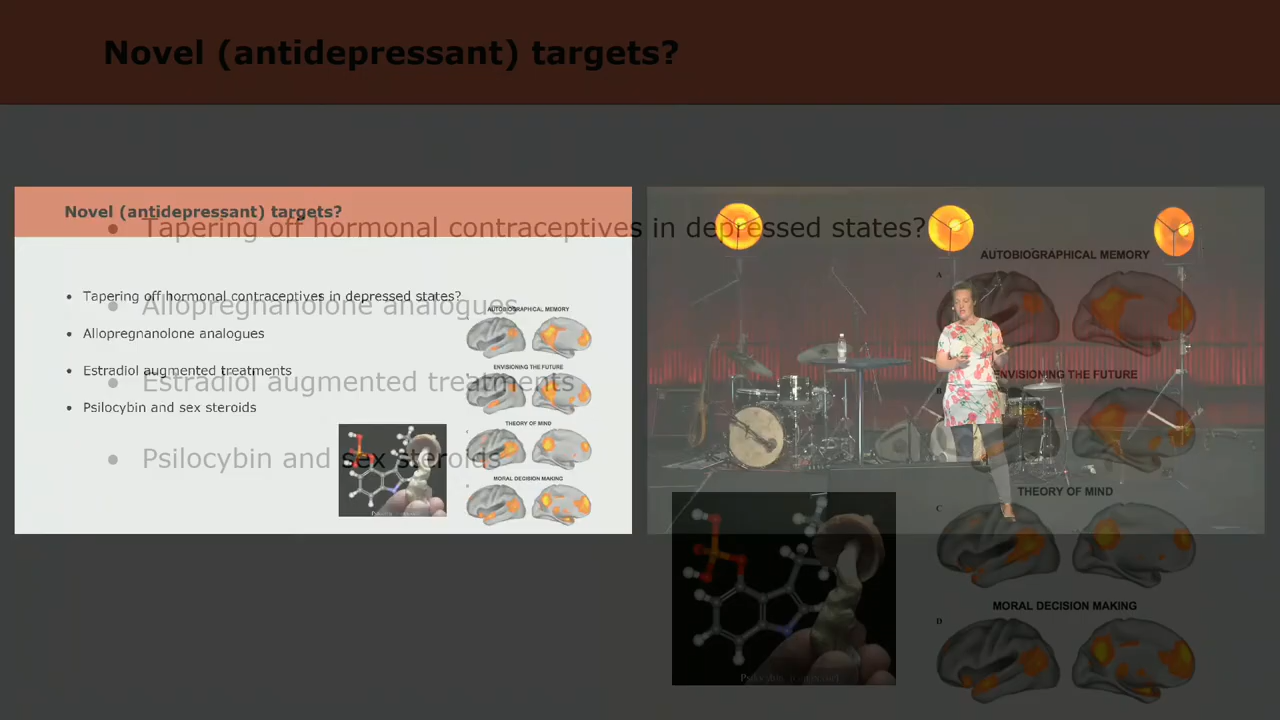 Novel (antidepressant) targets?
Tapering off hormonal contraceptives in depressed states?
Allopregnanolone analogues
Estradiol augmented treatments
Psilocybin and sex steroids
AUTOBIOGRAPHICAL MEMORY
A
ENVISIONING THE FUTURE
B
THEORY OF MIND
C
MORAL DECISION MAKING
D
Novel (antidepressant) targets?
Tapering off hormonal contraceptives in depressed states?
Allopregnanolone analogues
Estradiol augmented treatments
Psilocybin and sex steroids
AUTOBIOGRAPHICAL MEMORY
ENVISIONING THE FUTURE
THEORY OF MIND
MORAL DECISION MAKING